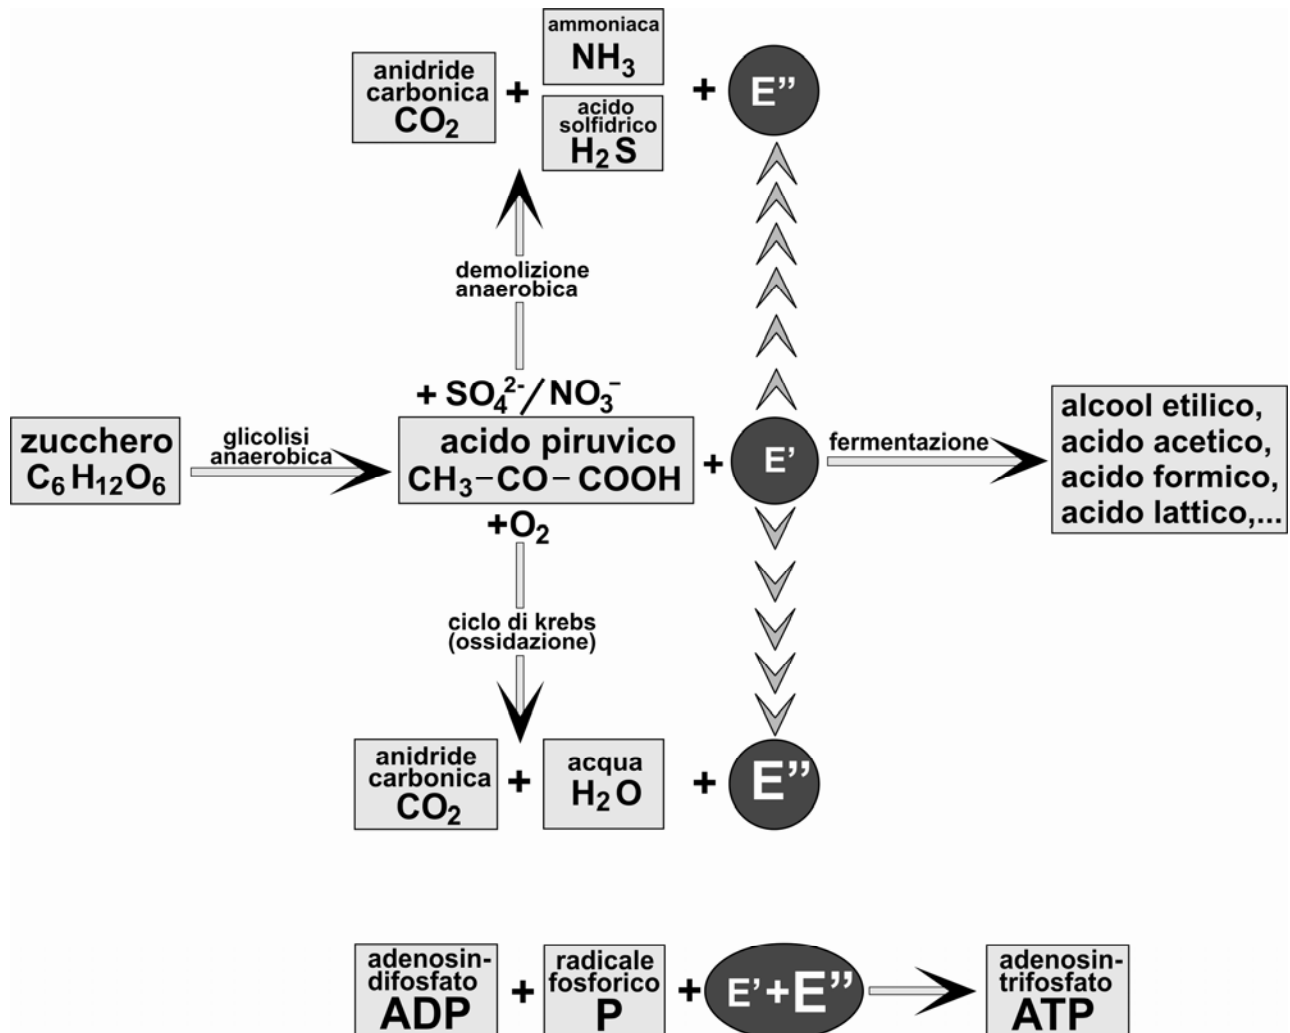 anidride
carbonica
CO₂
+
ammoniaca
NH₃
acido
solfidrico
H₂S
+
E”
demolizione
anaerobica
+ SO₄²⁻/NO₃⁻
zucchero
C₆H₁₂O₆
glicolisi
anaerobica
acido piruvico
CH₃–CO–COOH
+
E’
fermentazione
alcool etilico,
acido acetico,
acido formico,
acido lattico,...
+O₂
ciclo di krebs
(ossidazione)
anidride
carbonica
CO₂
+
acqua
H₂O
+
E”
adenosin-
difosfato
ADP
+
radicale
fosforico
P
+
E’+E”
adenosin-
trifosfato
ATP